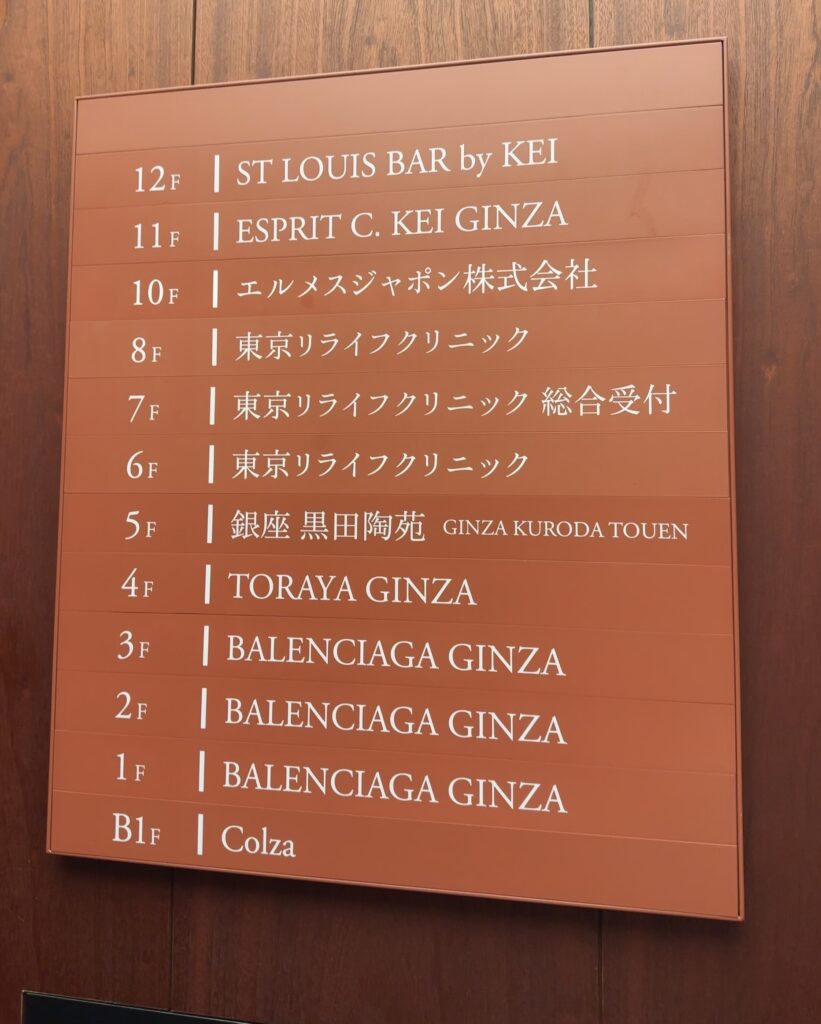 12F ST LOUIS BAR by KEI
11F ESPRIT C. KEI GINZA
10F エルメスジャポン株式会社
8F 東京リライフクリニック
7F 東京リライフクリニック 総合受付
6F 東京リライフクリニック
5F 銀座 黒田陶苑 GINZA KURODA TOUEN
4F TORAYA GINZA
3F BALENCIAGA GINZA
2F BALENCIAGA GINZA
1F BALENCIAGA GINZA
B1F Colza